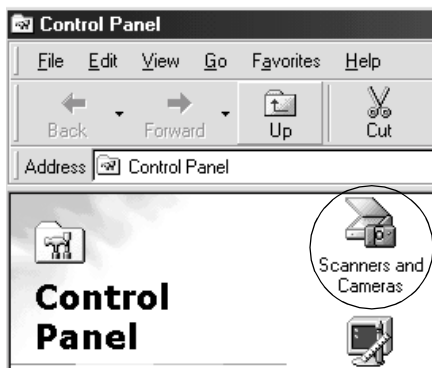 Control Panel
File Edit View Go Favorites Help
Back Forward Up Cut
Address Control Panel
Scanners and
Cameras
Control
Panel